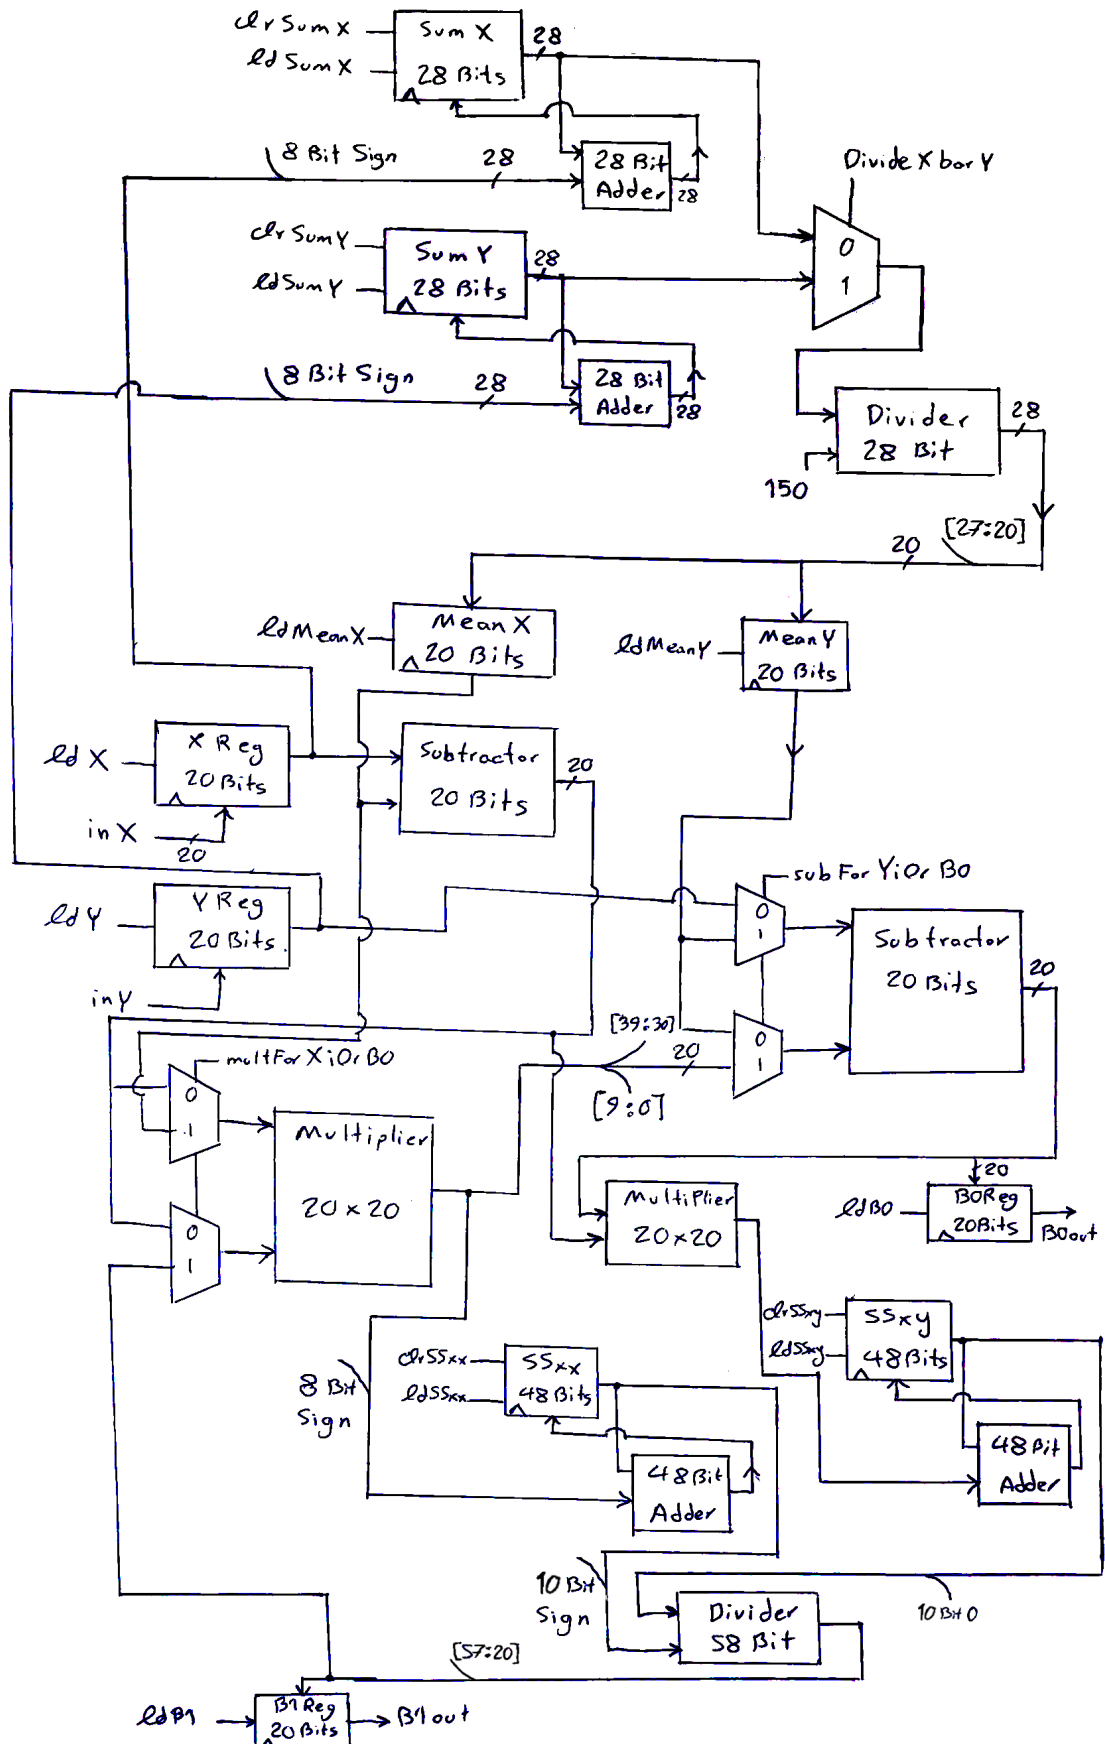 clr Sum X
ld Sum X
Sum X
28 Bits
28
8 Bit Sign
28
28 Bit
Adder
28
Divide X bar Y
0
1
clr Sum Y
ld Sum Y
Sum Y
28 Bits
28
8 Bit Sign
28
28 Bit
Adder
28
Divider
28 Bit
28
150
[27:20]
20
ld Mean X
Mean X
20 Bits
ld Mean Y
Mean Y
20 Bits
ld X
X Reg
20 Bits
in X
20
Subtractor
20 Bits
20
ld Y
Y Reg
20 Bits
in Y
sub For Yi Or B0
0
1
0
1
Subtractor
20 Bits
20
[39:30]
20
[9:0]
mult For Xi Or B0
0
1
0
1
Multiplier
20 x 20
Multiplier
20 x 20
20
ld B0
B0 Reg
20 Bits
B0 out
clr SSxy
ld SSxy
SSxy
48 Bits
48 Bit
Adder
8 Bit
Sign
clr SSxx
ld SSxx
SSxx
48 Bits
48 Bit
Adder
10 Bit
Sign
10 Bit 0
Divider
58 Bit
[57:20]
ld B1
B1 Reg
20 Bits
B1 out